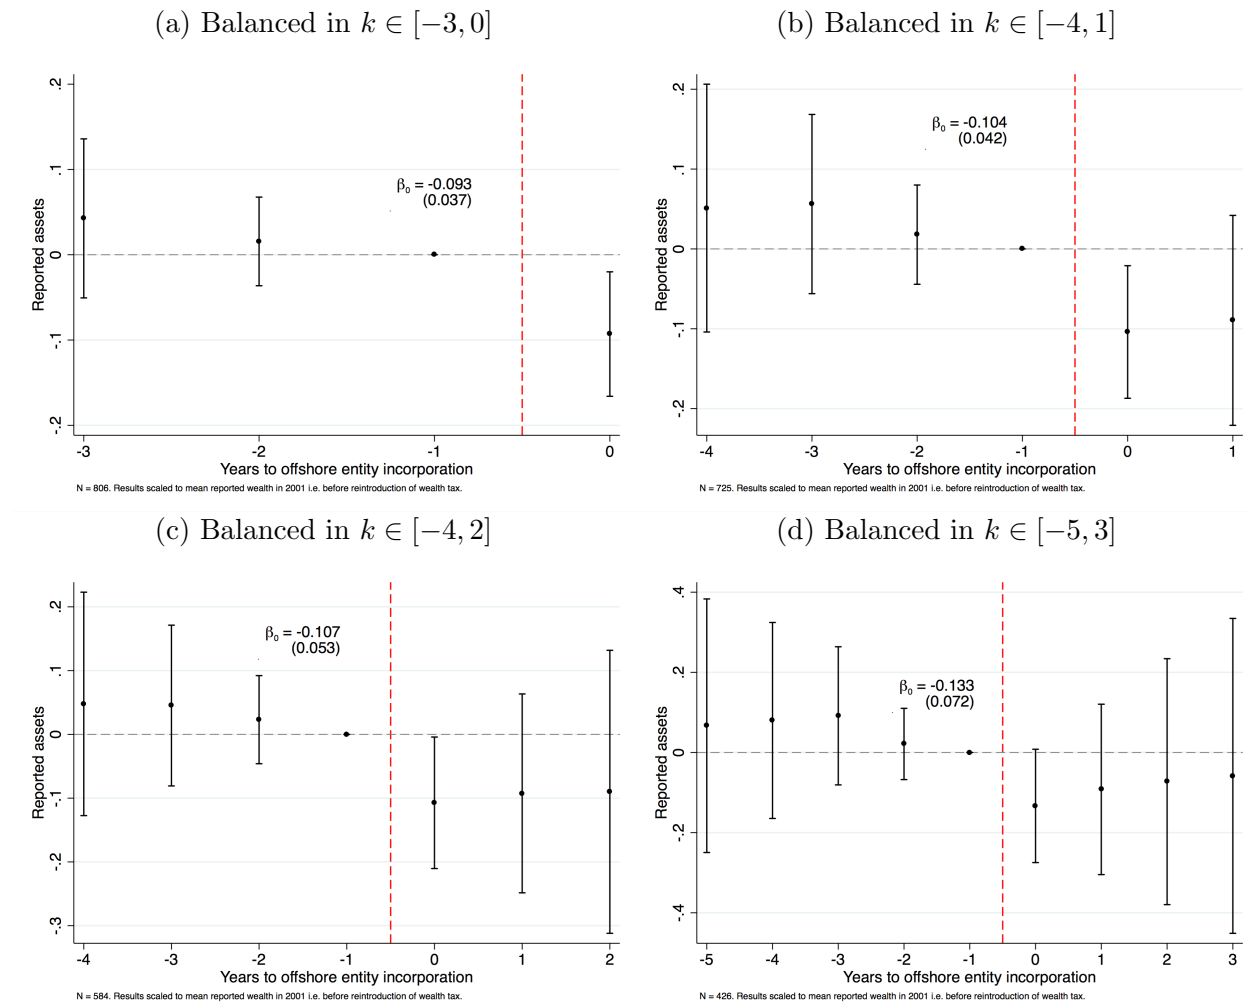 (a) Balanced in k ∈ [−3, 0]
.2
.1
0
-.1
-.2
Reported assets
β₀ = -0.093
(0.037)
-3 -2 -1 0
Years to offshore entity incorporation
N = 806. Results scaled to mean reported wealth in 2001 i.e. before reintroduction of wealth tax.
(b) Balanced in k ∈ [−4, 1]
.2
.1
0
-.1
-.2
Reported assets
β₀ = -0.104
(0.042)
-4 -3 -2 -1 0 1
Years to offshore entity incorporation
N = 725. Results scaled to mean reported wealth in 2001 i.e. before reintroduction of wealth tax.
(c) Balanced in k ∈ [−4, 2]
.2
.1
0
-.1
-.2
-.3
Reported assets
β₀ = -0.107
(0.053)
-4 -3 -2 -1 0 1 2
Years to offshore entity incorporation
N = 584. Results scaled to mean reported wealth in 2001 i.e. before reintroduction of wealth tax.
(d) Balanced in k ∈ [−5, 3]
.4
.2
0
-.2
-.4
Reported assets
β₀ = -0.133
(0.072)
-5 -4 -3 -2 -1 0 1 2 3
Years to offshore entity incorporation
N = 426. Results scaled to mean reported wealth in 2001 i.e. before reintroduction of wealth tax.